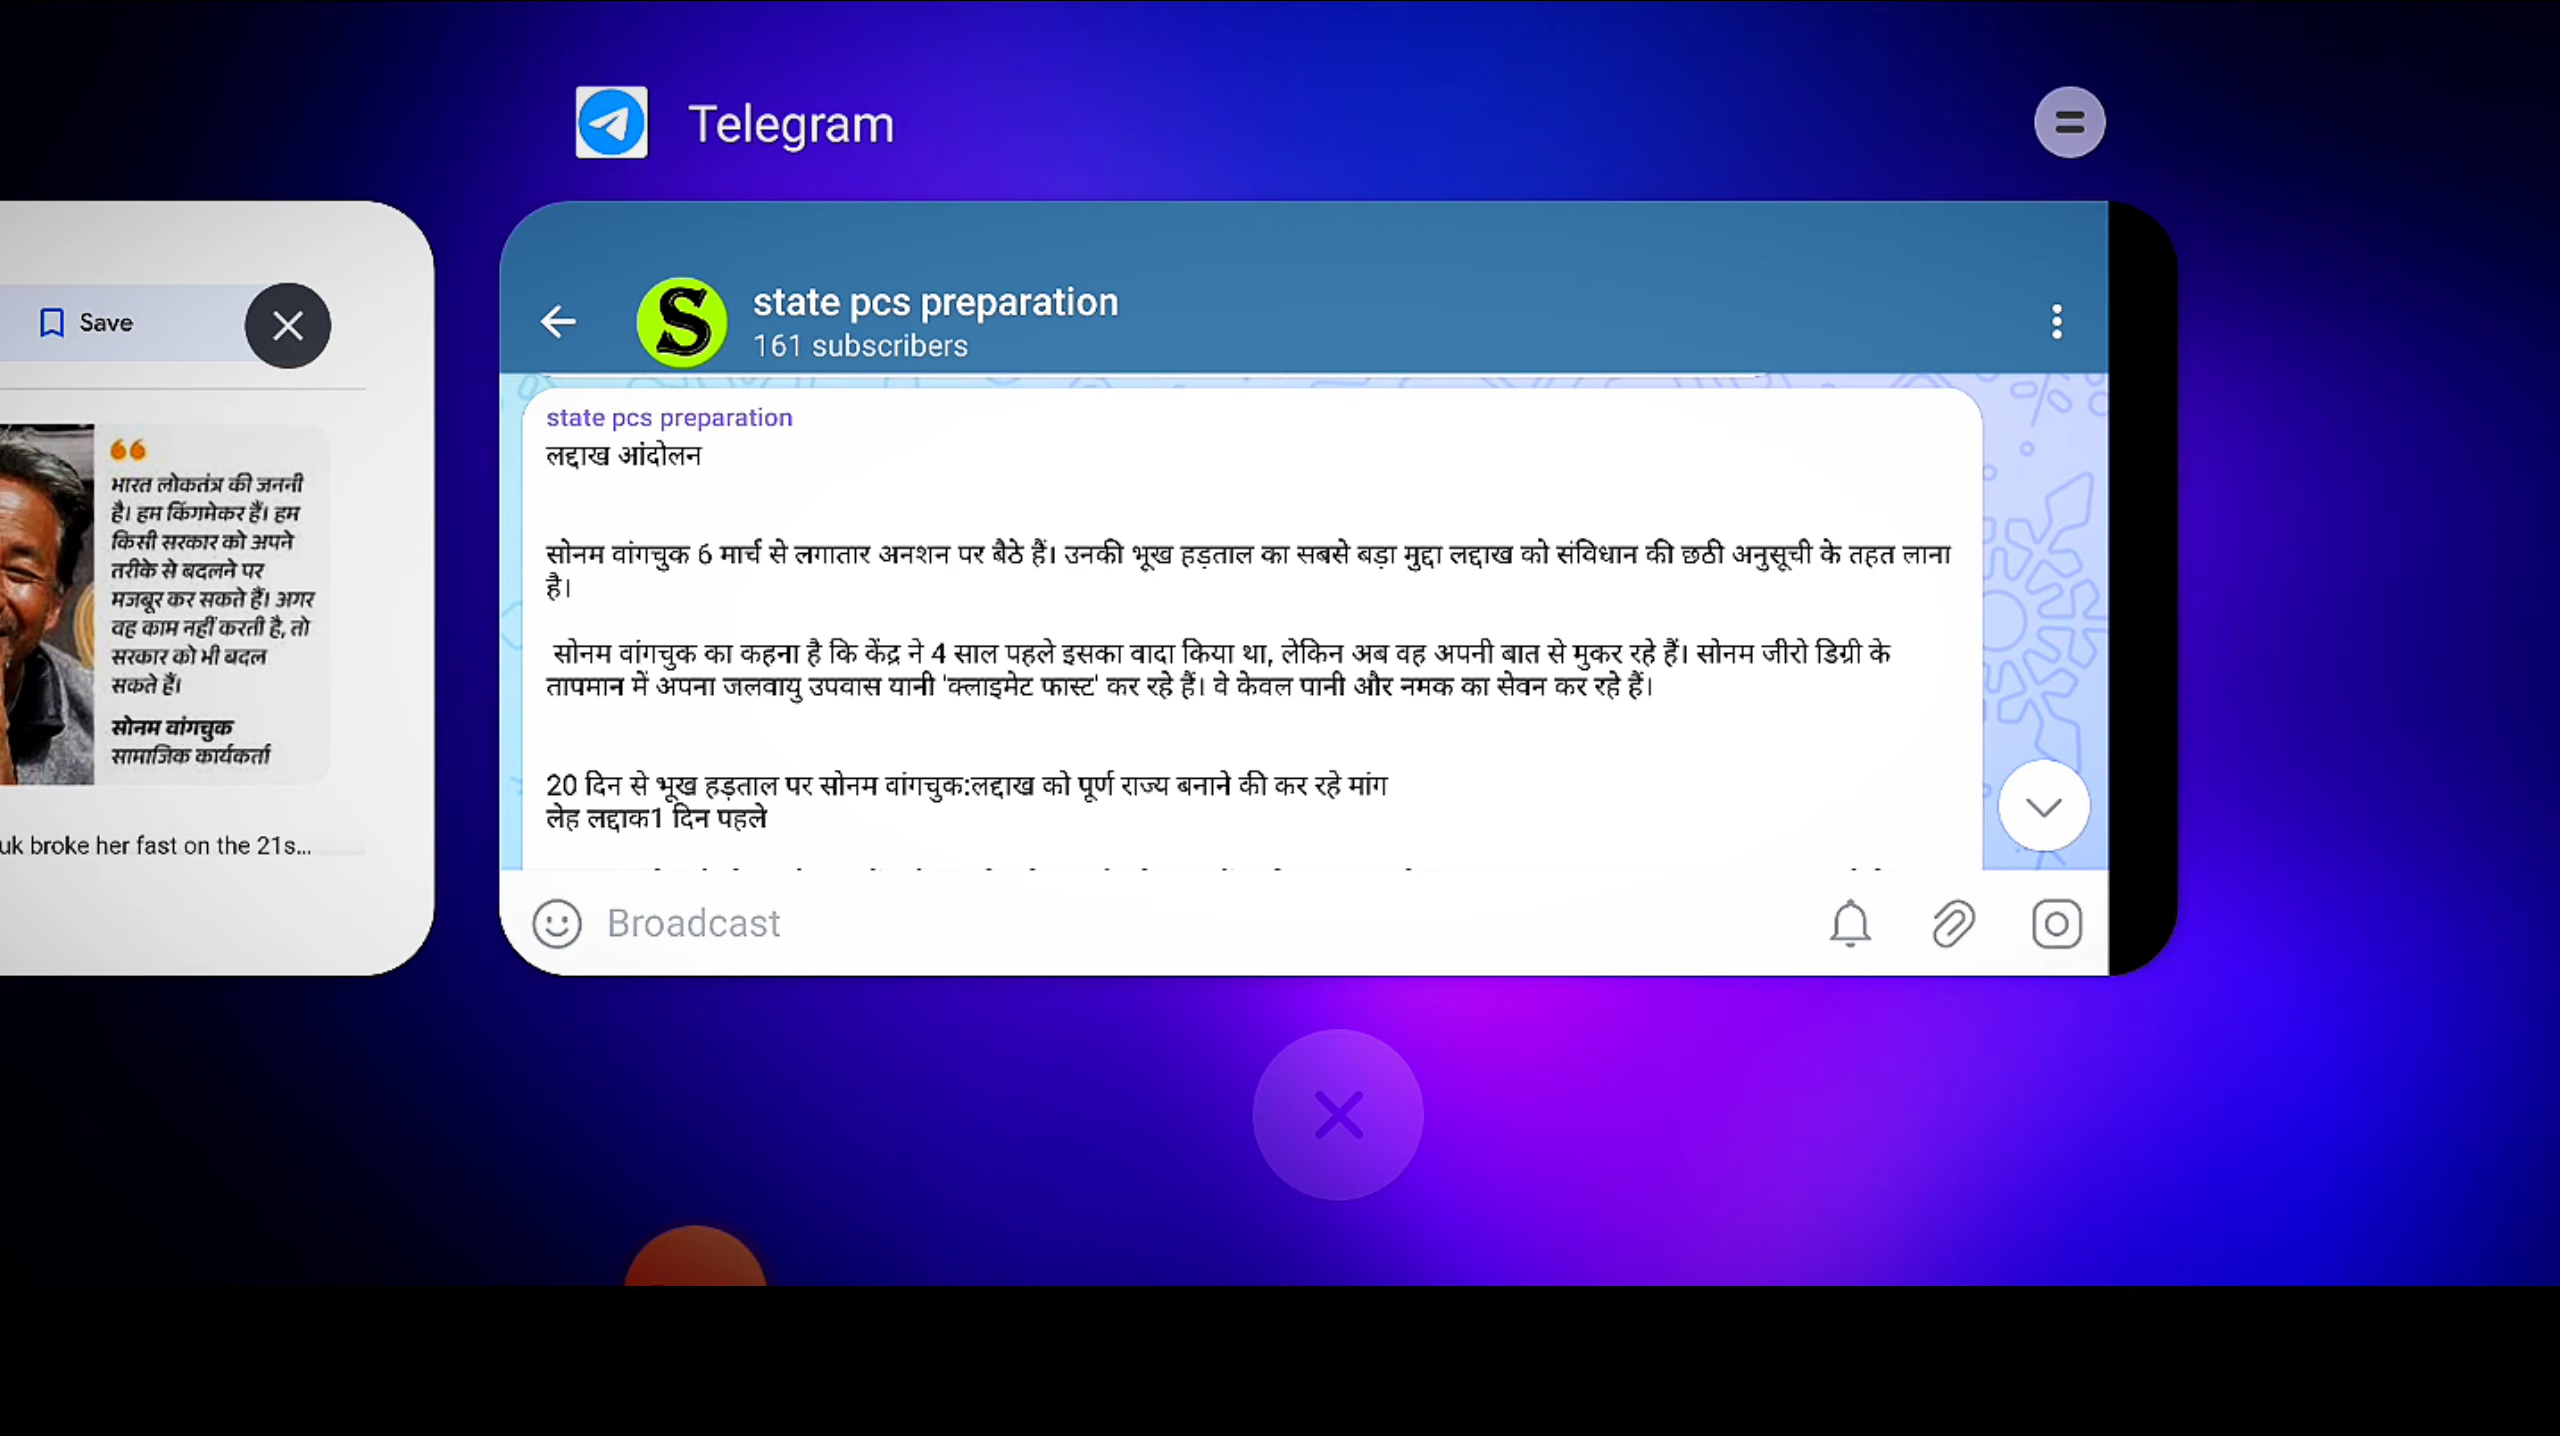 Telegram
Save
भारत लोकतंत्र की जननी
है। हम किंगमेकर हैं। हम
किसी सरकार को अपने
तरीके से बदलने पर
मजबूर कर सकते हैं। अगर
वह काम नहीं करती है, तो
सरकार को भी बदल
सकते हैं।
सोनम वांगचुक
सामाजिक कार्यकर्ता
uk broke her fast on the 21s...
S
state pcs preparation
161 subscribers
state pcs preparation
लद्दाख आंदोलन
सोनम वांगचुक 6 मार्च से लगातार अनशन पर बैठे हैं। उनकी भूख हड़ताल का सबसे बड़ा मुद्दा लद्दाख को संविधान की छठी अनुसूची के तहत लाना
है।
सोनम वांगचुक का कहना है कि केंद्र ने 4 साल पहले इसका वादा किया था, लेकिन अब वह अपनी बात से मुकर रहे हैं। सोनम जीरो डिग्री के
तापमान में अपना जलवायु उपवास यानी 'क्लाइमेट फास्ट' कर रहे हैं। वे केवल पानी और नमक का सेवन कर रहे हैं।
20 दिन से भूख हड़ताल पर सोनम वांगचुक:लद्दाख को पूर्ण राज्य बनाने की कर रहे मांग
लेह लद्दाक1 दिन पहले
Broadcast